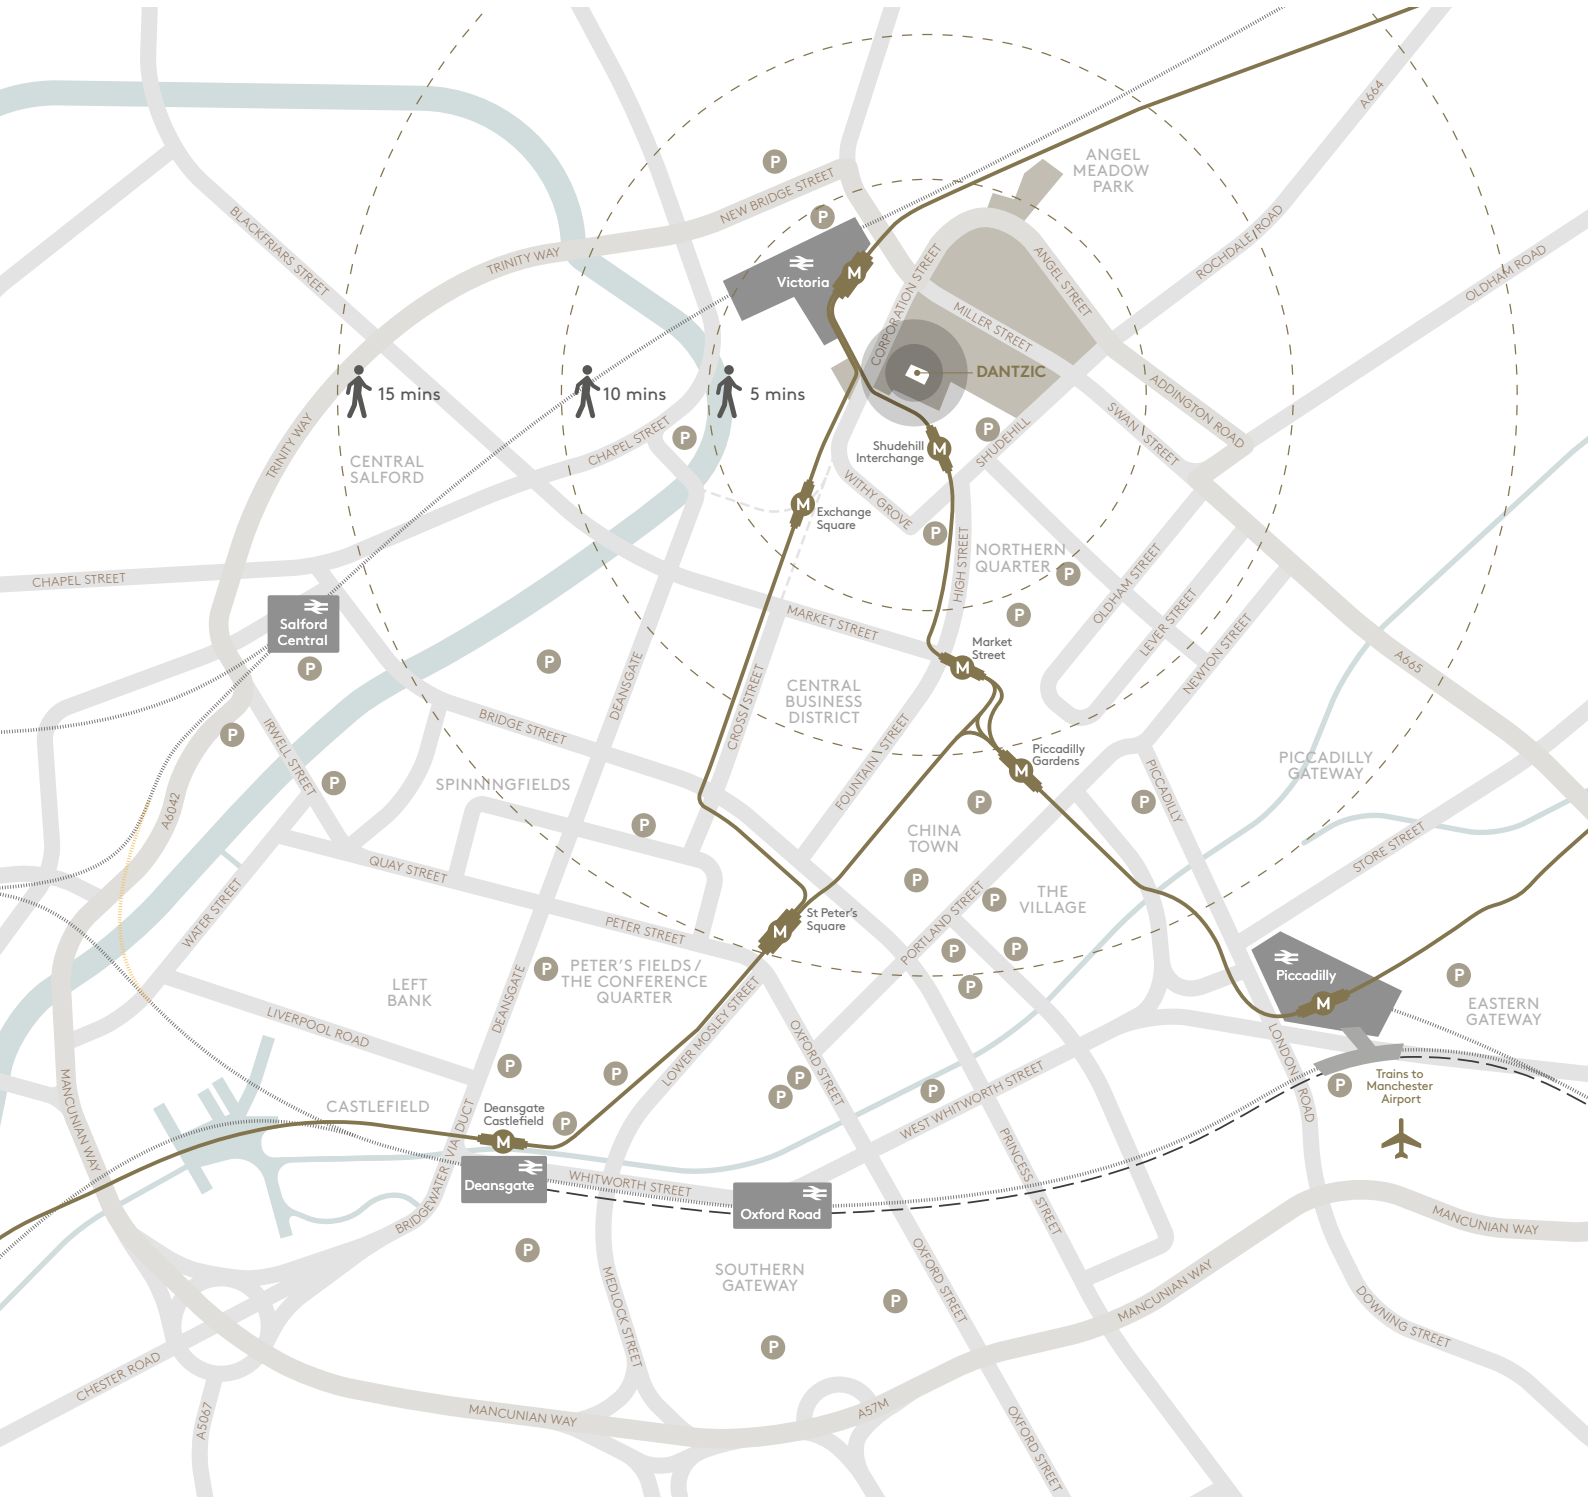 A664
ANGEL
MEADOW
PARK
P
NEW BRIDGE STREET
P
BLACKFRIARS STREET
TRINITY WAY
ROCHDALE ROAD
OLDHAM ROAD
CORPORATION STREET
ANGEL STREET
Victoria
M
MILLER STREET
DANTZIC
15 mins
10 mins
5 mins
ADDINGTON ROAD
SWAN STREET
TRINITY WAY
CHAPEL STREET
P
P
SHUDEHILL
Shudehill
Interchange
M
CENTRAL
SALFORD
WITHY GROVE
M
Exchange
Square
P
HIGH STREET
NORTHERN
QUARTER
P
CHAPEL STREET
OLDHAM STREET
LEVER STREET
NEWTON STREET
P
Salford
Central
P
MARKET STREET
Market
Street
M
A665
P
DEANSGATE
CROSS STREET
CENTRAL
BUSINESS
DISTRICT
P
IRWELL STREET
BRIDGE STREET
FOUNTAIN STREET
Piccadilly
Gardens
M
PICCADILLY
PICCADILLY
GATEWAY
P
SPINNINGFIELDS
A6042
P
P
P
CHINA
TOWN
STORE STREET
QUAY STREET
P
THE
VILLAGE
P
WATER STREET
PETER STREET
St Peter's
Square
M
PORTLAND STREET
P
P
P
P
PETER'S FIELDS /
THE CONFERENCE
QUARTER
LEFT
BANK
DEANSGATE
P
Piccadilly
M
P
EASTERN
GATEWAY
LIVERPOOL ROAD
LOWER MOSLEY STREET
OXFORD STREET
LONDON ROAD
P
P
P
P
P
WEST WHITWORTH STREET
P
Trains to
Manchester
Airport
MANCUNIAN WAY
CASTLEFIELD
Deansgate
Castlefield
M
P
BRIDGEWATER VIADUCT
Deansgate
WHITWORTH STREET
Oxford Road
PRINCESS STREET
MANCUNIAN WAY
P
SOUTHERN
GATEWAY
OXFORD STREET
MANCUNIAN WAY
MEDLOCK STREET
P
DOWNING STREET
P
CHESTER ROAD
A5067
MANCUNIAN WAY
A57M
OXFORD STREET